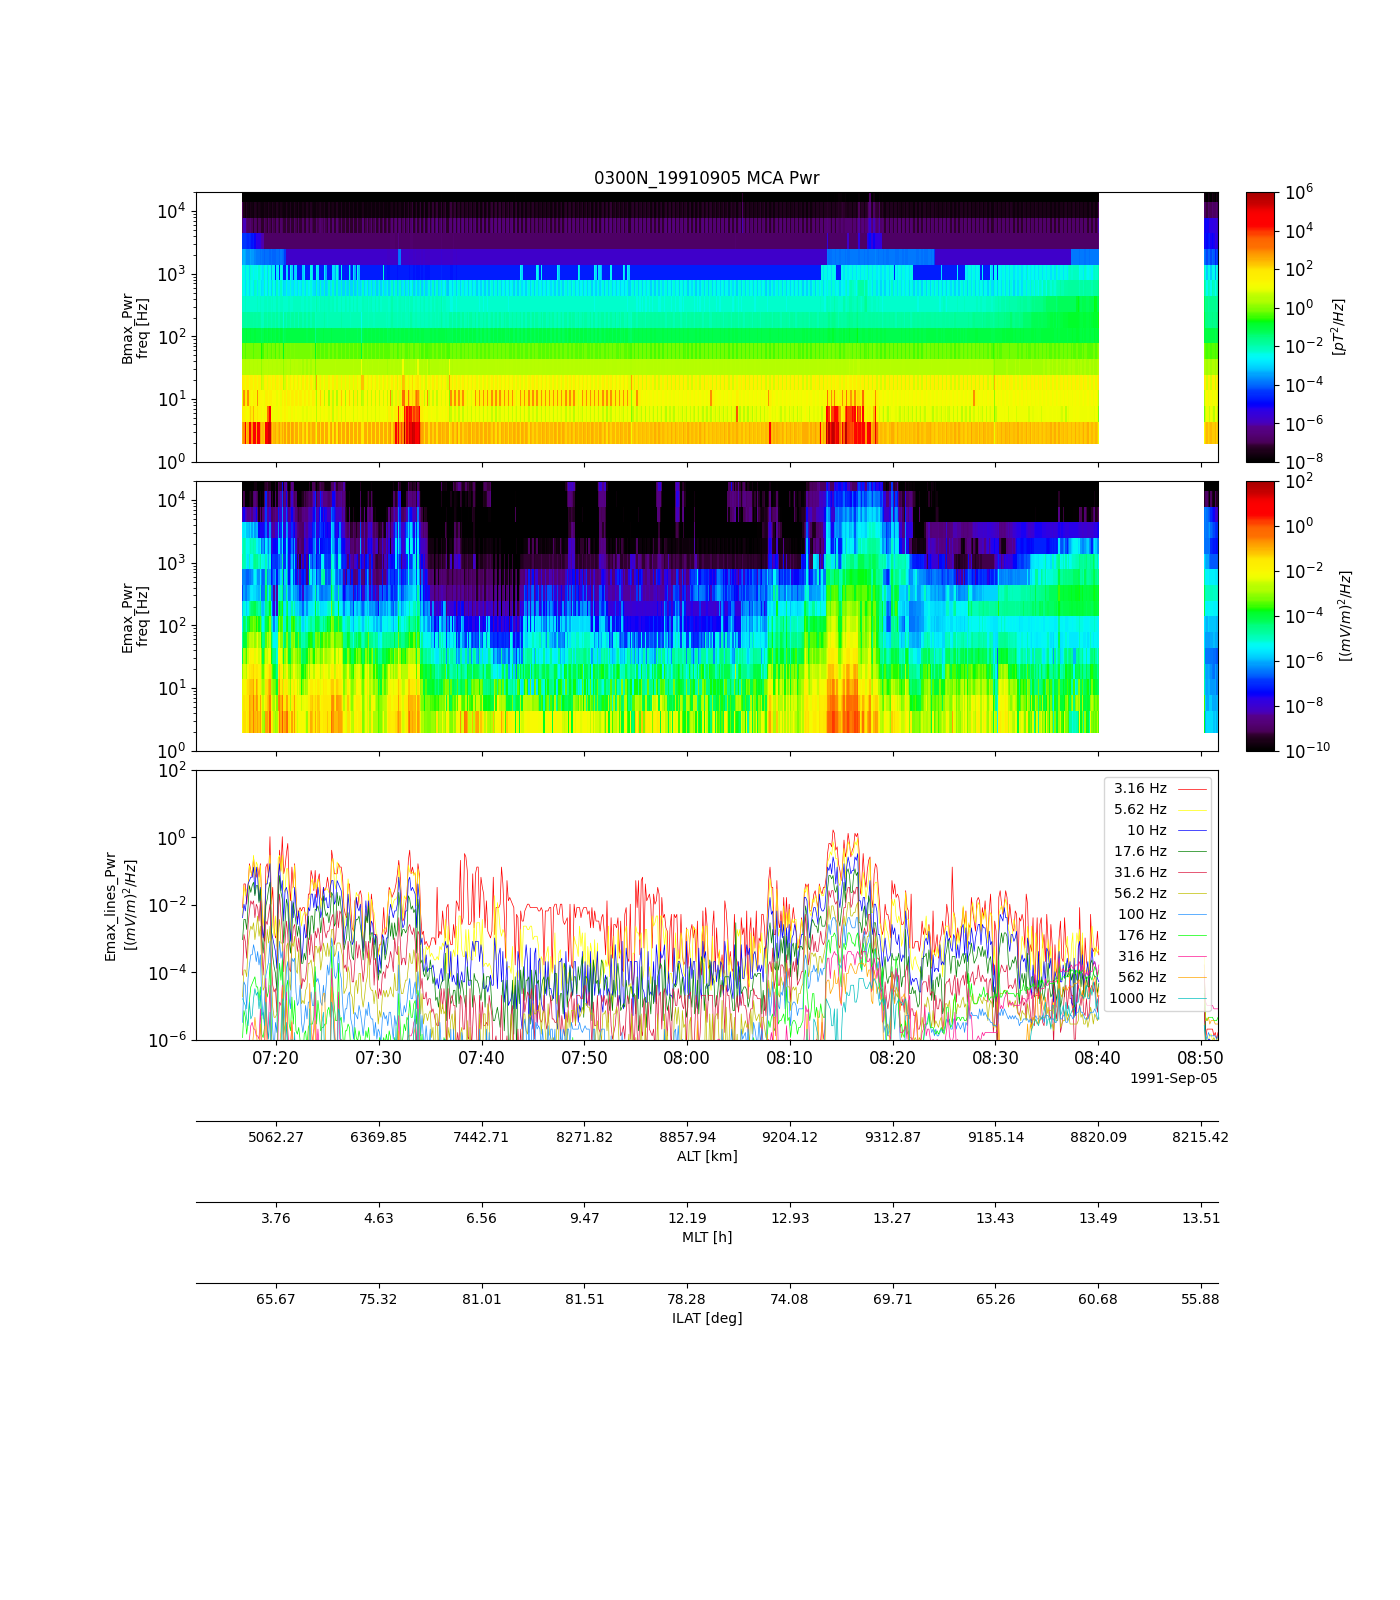 0300N_19910905 MCA Pwr
10^4
10^3
10^2
10^1
10^0
Bmax_Pwr
freq [Hz]
10^6
10^4
10^2
10^0
10^-2
10^-4
10^-6
10^-8
[pT^2/Hz]
10^4
10^3
10^2
10^1
10^0
Emax_Pwr
freq [Hz]
10^2
10^0
10^-2
10^-4
10^-6
10^-8
10^-10
[(mV/m)^2/Hz]
10^2
10^0
10^-2
10^-4
10^-6
Emax_lines_Pwr
[(mV/m)^2/Hz]
3.16 Hz
5.62 Hz
10 Hz
17.6 Hz
31.6 Hz
56.2 Hz
100 Hz
176 Hz
316 Hz
562 Hz
1000 Hz
07:20 07:30 07:40 07:50 08:00 08:10 08:20 08:30 08:40 08:50
1991-Sep-05
5062.27 6369.85 7442.71 8271.82 8857.94 9204.12 9312.87 9185.14 8820.09 8215.42
ALT [km]
3.76 4.63 6.56 9.47 12.19 12.93 13.27 13.43 13.49 13.51
MLT [h]
65.67 75.32 81.01 81.51 78.28 74.08 69.71 65.26 60.68 55.88
ILAT [deg]